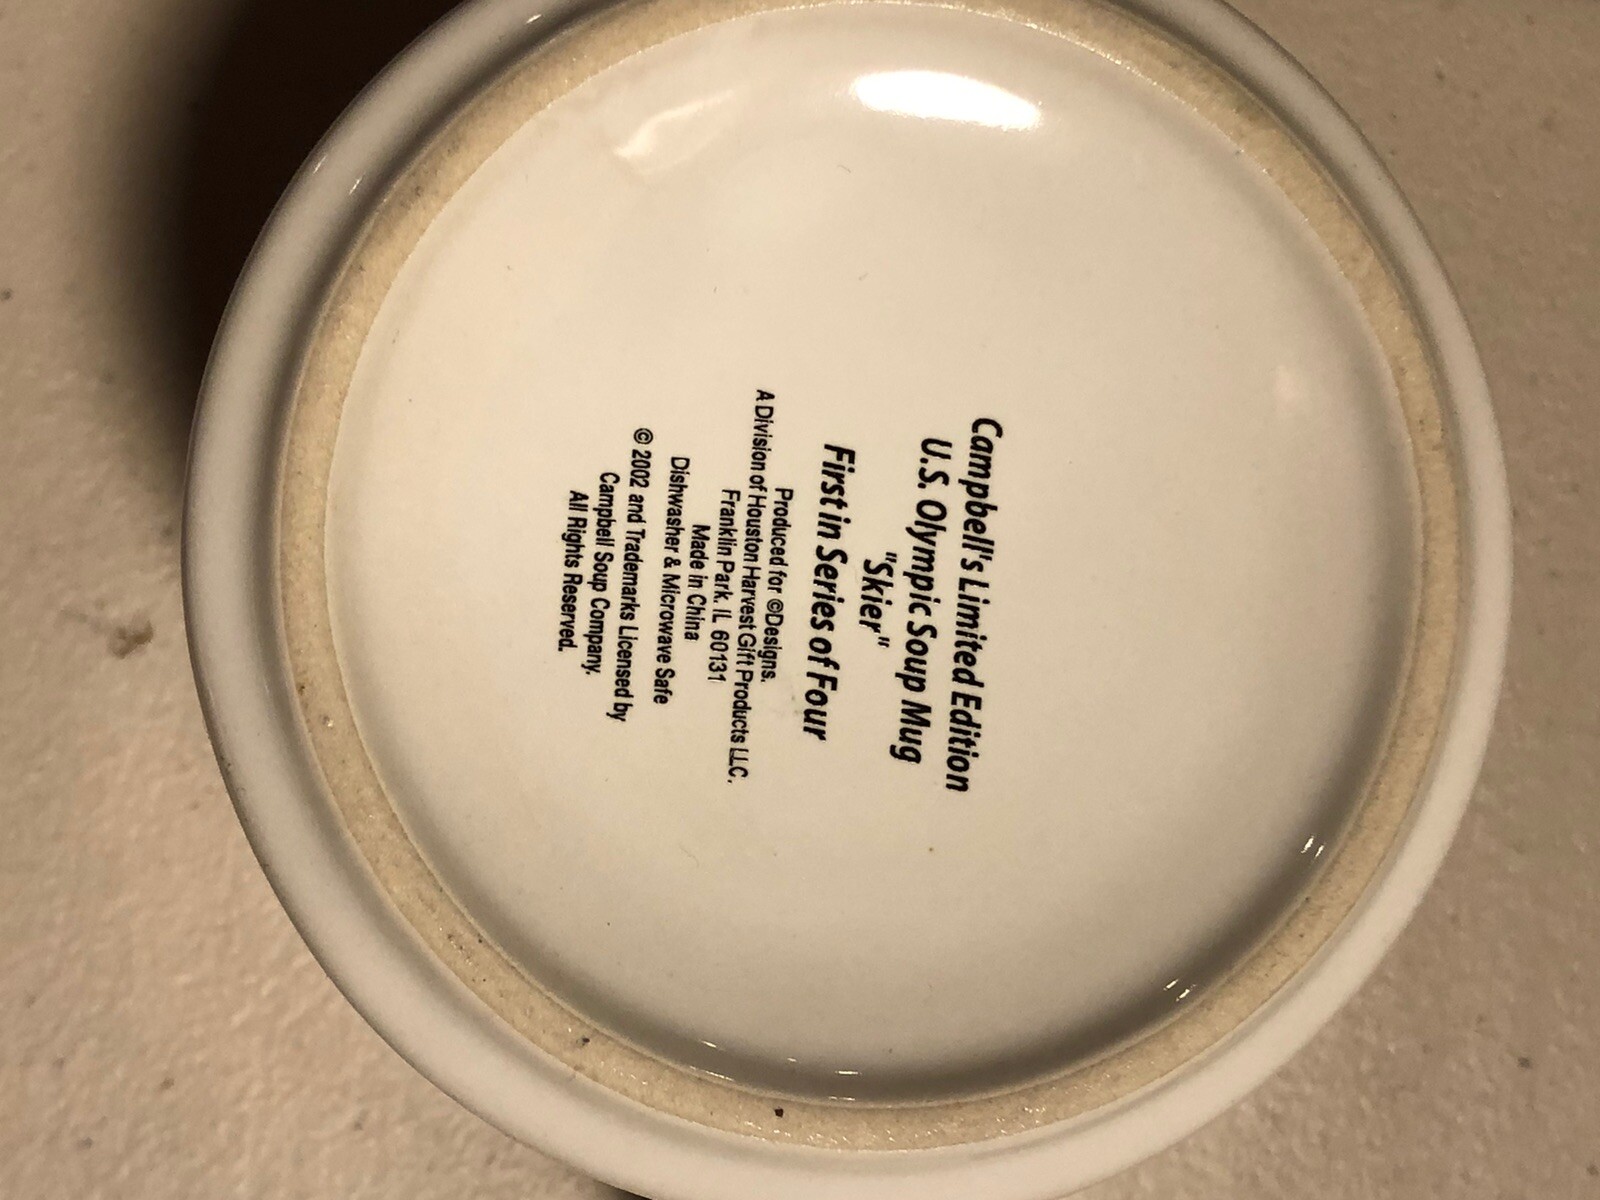 Campbell's Limited Edition
U.S. Olympic Soup Mug
"Skier"
First in Series of Four
Produced for ©Designs.
A Division of Houston Harvest Gift Products LLC.
Franklin Park. IL 60131
Made in China
Dishwasher & Microwave Safe
© 2002 and Trademarks Licensed by
Campbell Soup Company.
All Rights Reserved.